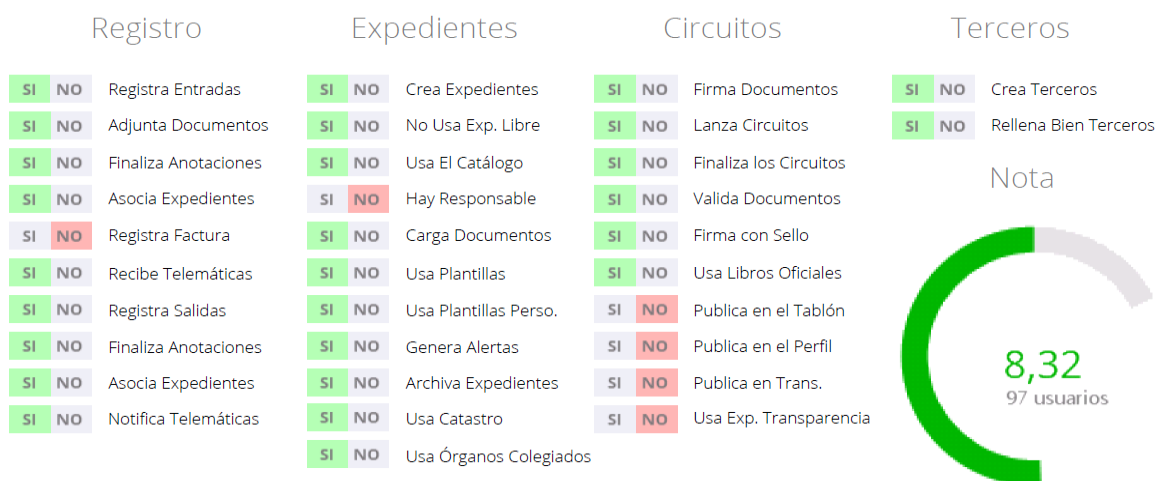 Registro
SI NO Registra Entradas
SI NO Adjunta Documentos
SI NO Finaliza Anotaciones
SI NO Asocia Expedientes
SI NO Registra Factura
SI NO Recibe Telemáticas
SI NO Registra Salidas
SI NO Finaliza Anotaciones
SI NO Asocia Expedientes
SI NO Notifica Telemáticas
Expedientes
SI NO Crea Expedientes
SI NO No Usa Exp. Libre
SI NO Usa El Catálogo
SI NO Hay Responsable
SI NO Carga Documentos
SI NO Usa Plantillas
SI NO Usa Plantillas Perso.
SI NO Genera Alertas
SI NO Archiva Expedientes
SI NO Usa Catastro
SI NO Usa Órganos Colegiados
Circuitos
SI NO Firma Documentos
SI NO Lanza Circuitos
SI NO Finaliza los Circuitos
SI NO Valida Documentos
SI NO Firma con Sello
SI NO Usa Libros Oficiales
SI NO Publica en el Tablón
SI NO Publica en el Perfil
SI NO Publica en Trans.
SI NO Usa Exp. Transparencia
Terceros
SI NO Crea Terceros
SI NO Rellena Bien Terceros
Nota
8,32
97 usuarios